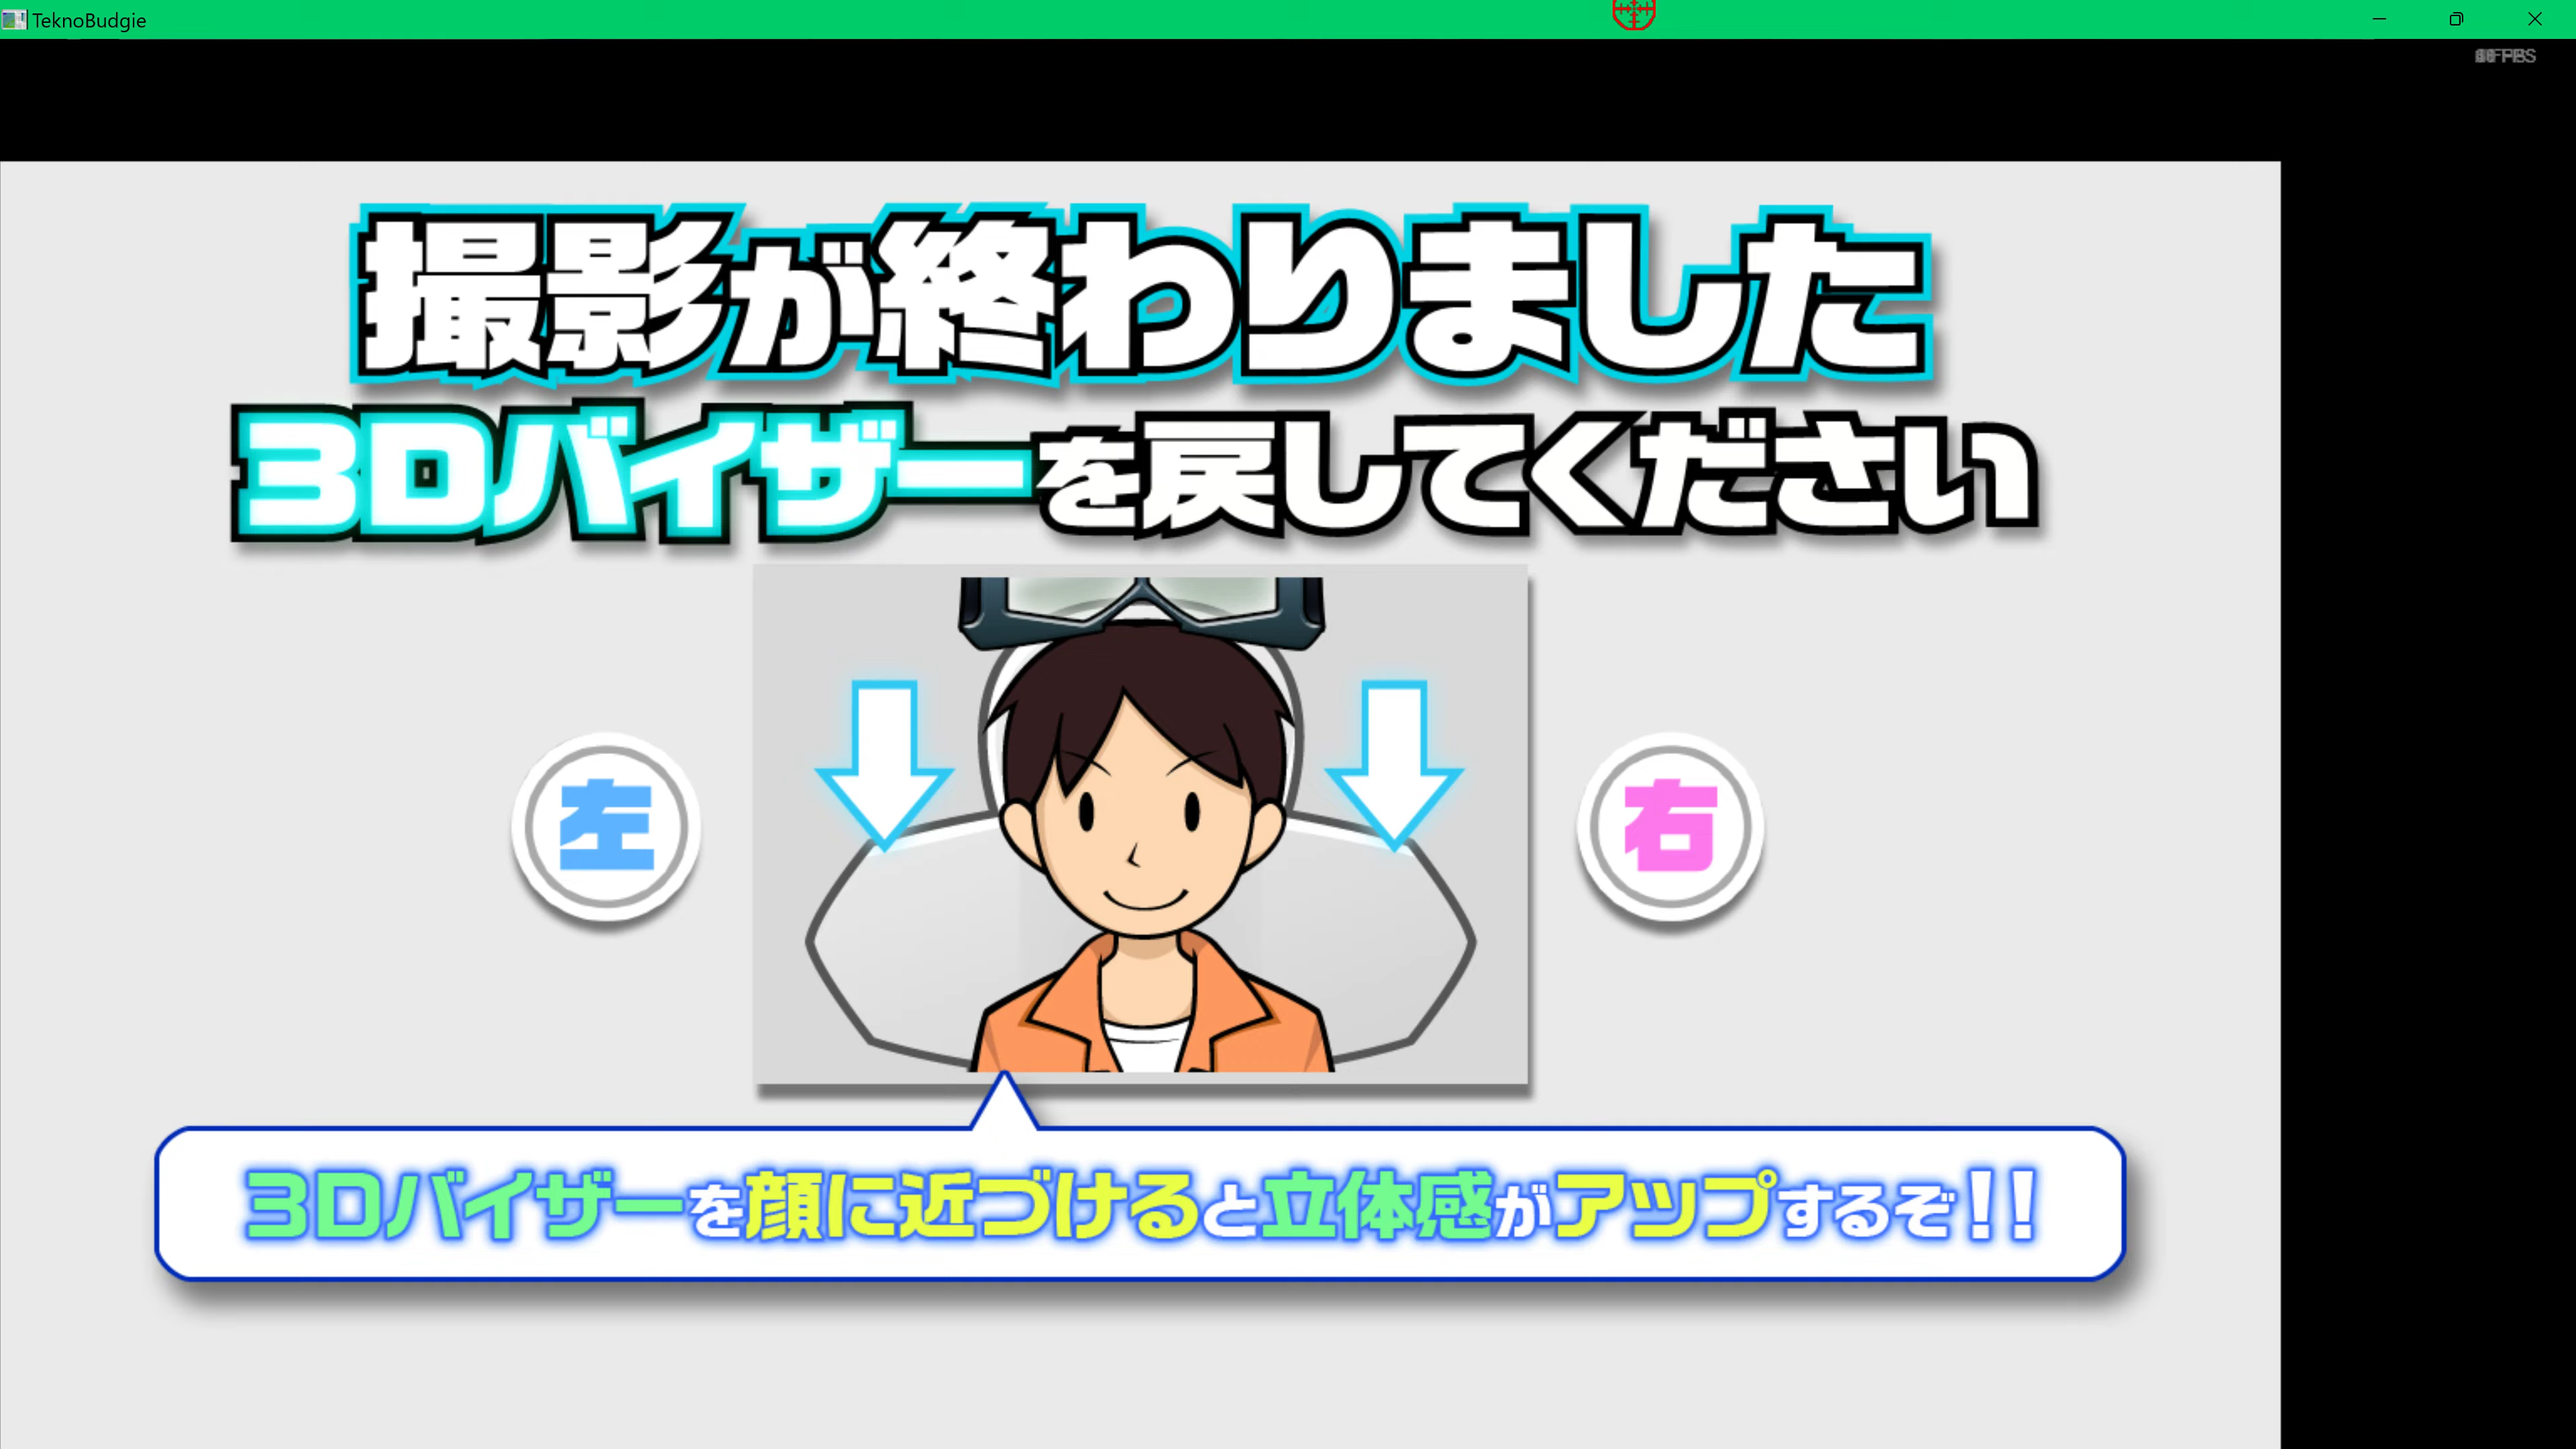 TeknoBudgie
撮影が終わりました
3Dバイザーを戻してください
左
右
3Dバイザーを顔に近づけると立体感がアップするぞ!!